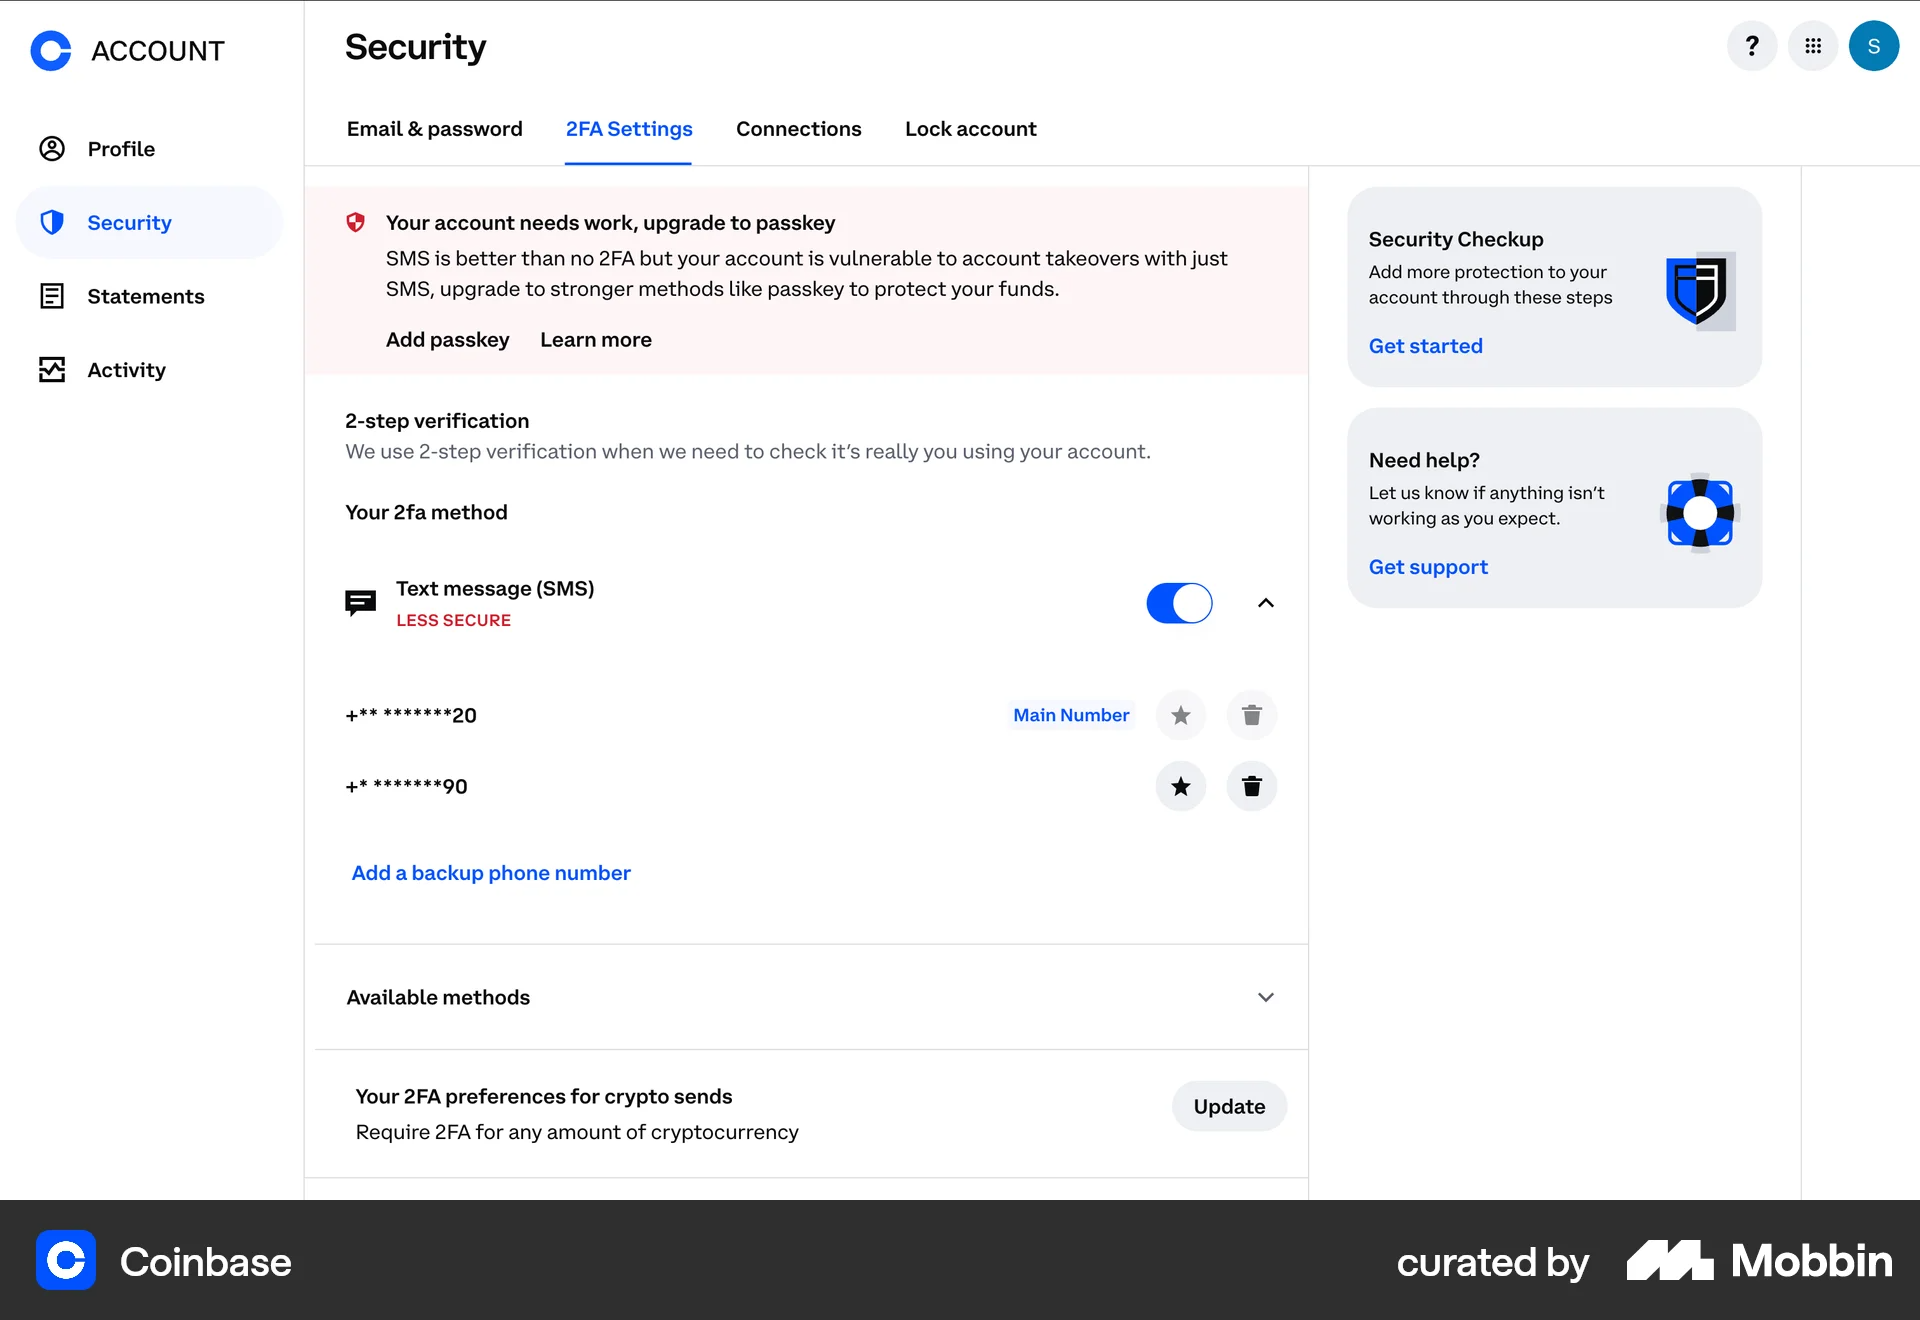 ACCOUNT
Profile
Security
Statements
Activity
Security
?
S
Email & password
2FA Settings
Connections
Lock account
Your account needs work, upgrade to passkey
SMS is better than no 2FA but your account is vulnerable to account takeovers with just
SMS, upgrade to stronger methods like passkey to protect your funds.
Add passkey
Learn more
2-step verification
We use 2-step verification when we need to check it’s really you using your account.
Your 2fa method
Text message (SMS)
LESS SECURE
+** *******20
Main Number
+* *******90
Add a backup phone number
Available methods
Your 2FA preferences for crypto sends
Require 2FA for any amount of cryptocurrency
Update
Security Checkup
Add more protection to your
account through these steps
Get started
Need help?
Let us know if anything isn’t
working as you expect.
Get support
Coinbase
curated by
Mobbin